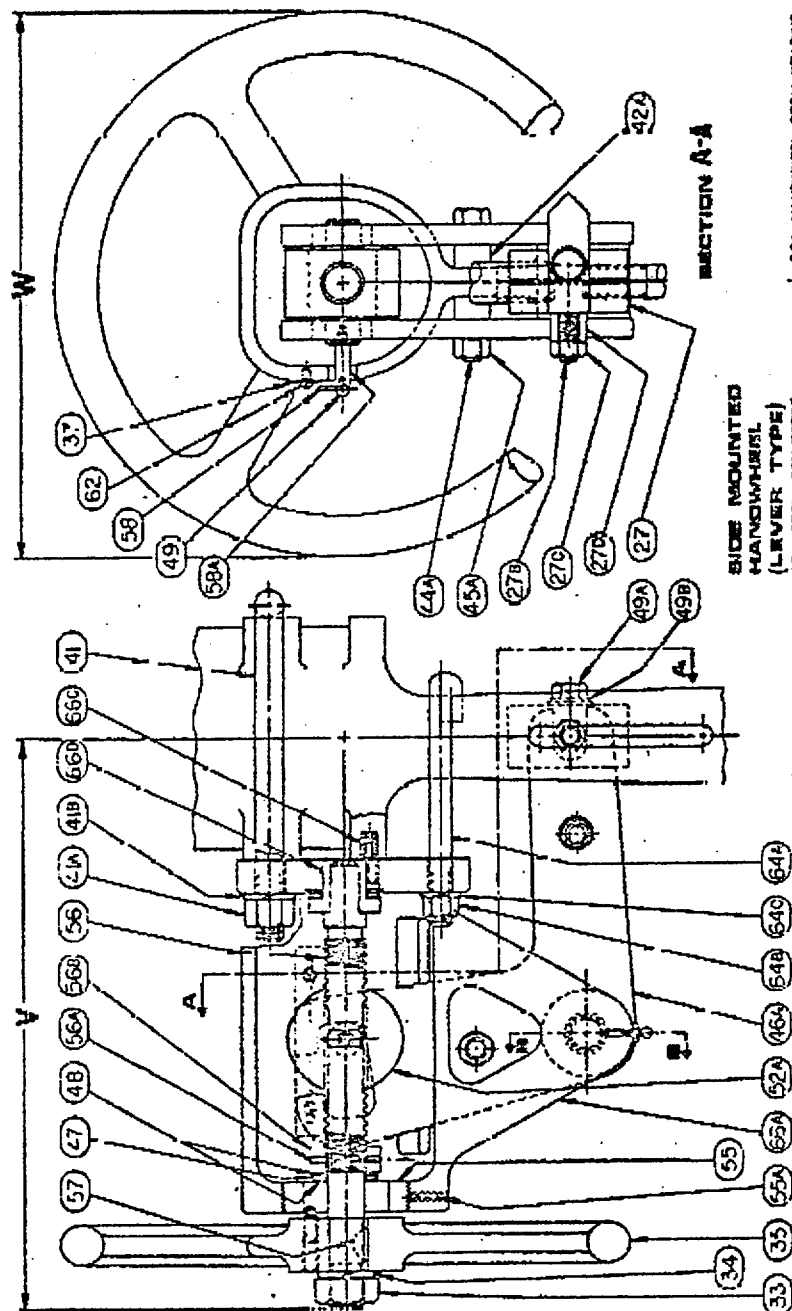 V
57
47
48
56A
56B
56
41A
41B
66D
66C
41
A
A
33
34
35
55A
55
66A
52A
46A
64B
64C
64A
49B
49A
W
37
62
58
49
58A
44A
45A
27B
27C
27D
27
42A
SECTION A-A
SIDE MOUNTED
HANDWHEEL
(LEVER TYPE)